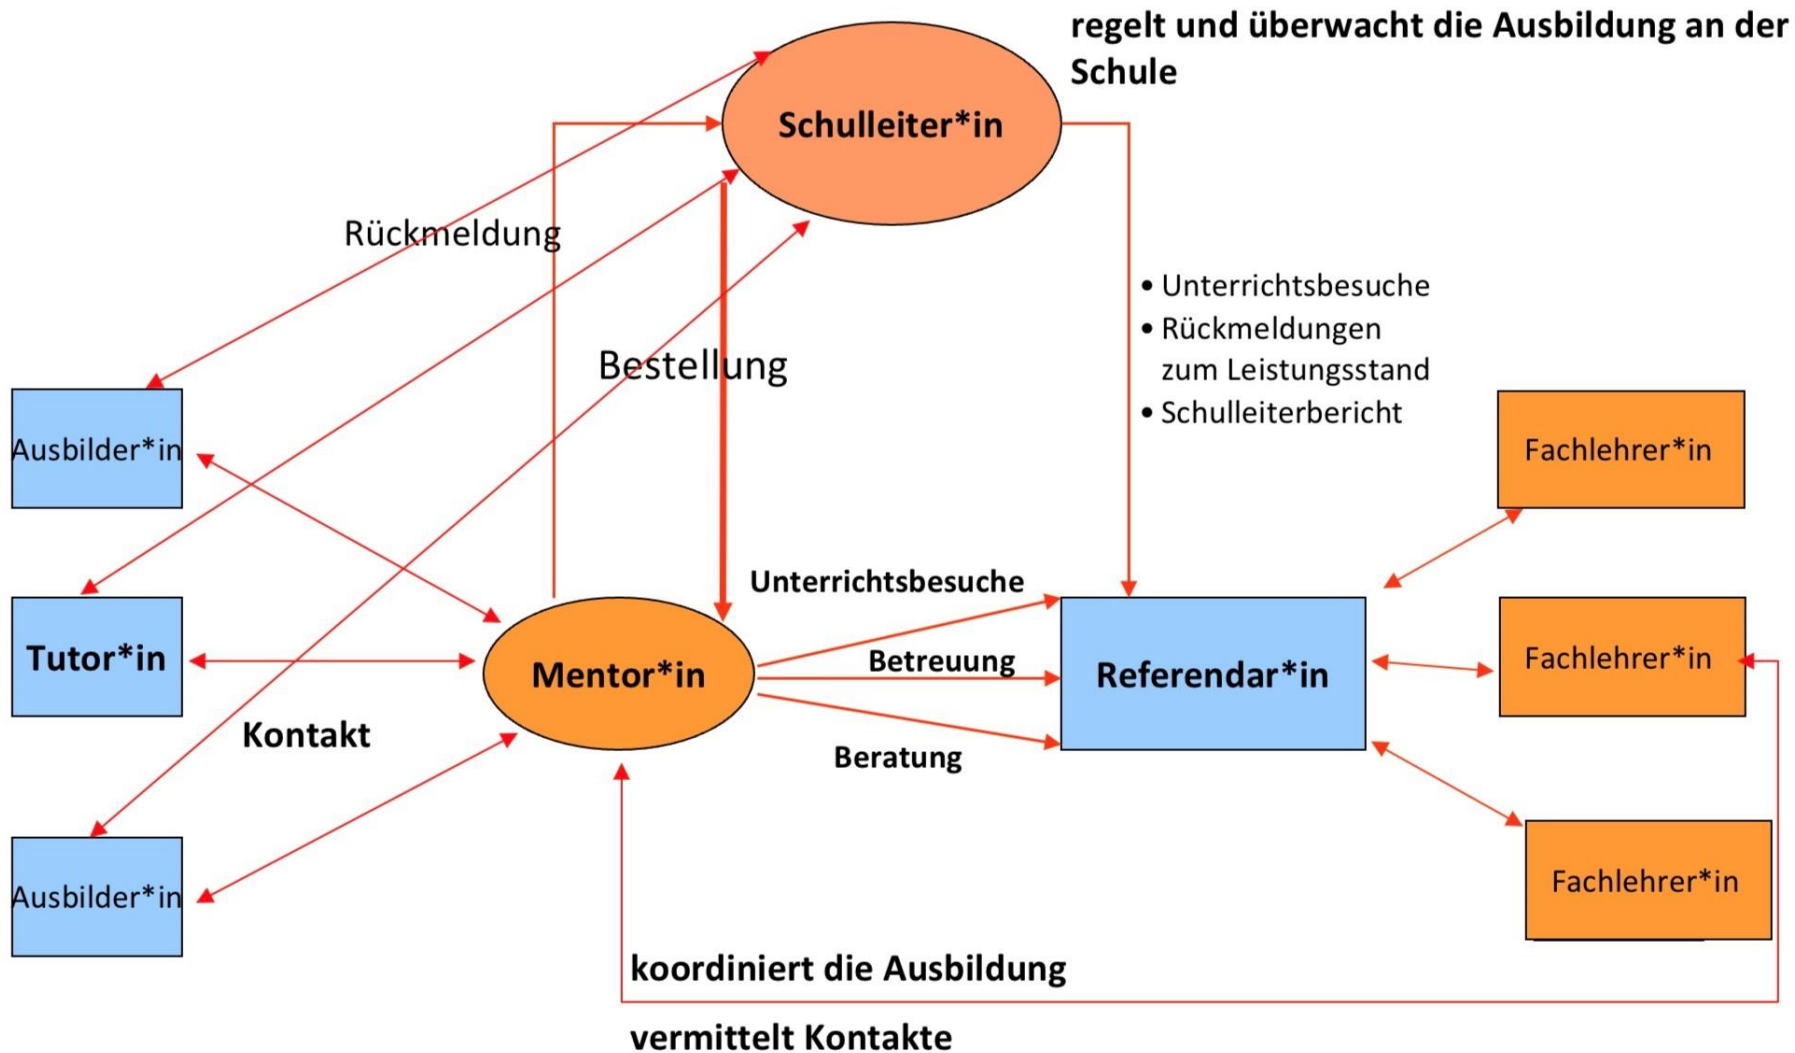 regelt und überwacht die Ausbildung an der
Schule
Schulleiter*in
Rückmeldung
Bestellung
• Unterrichtsbesuche
• Rückmeldungen
zum Leistungsstand
• Schulleiterbericht
Ausbilder*in
Fachlehrer*in
Unterrichtsbesuche
Tutor*in
Mentor*in
Betreuung
Referendar*in
Fachlehrer*in
Kontakt
Beratung
Ausbilder*in
Fachlehrer*in
koordiniert die Ausbildung
vermittelt Kontakte